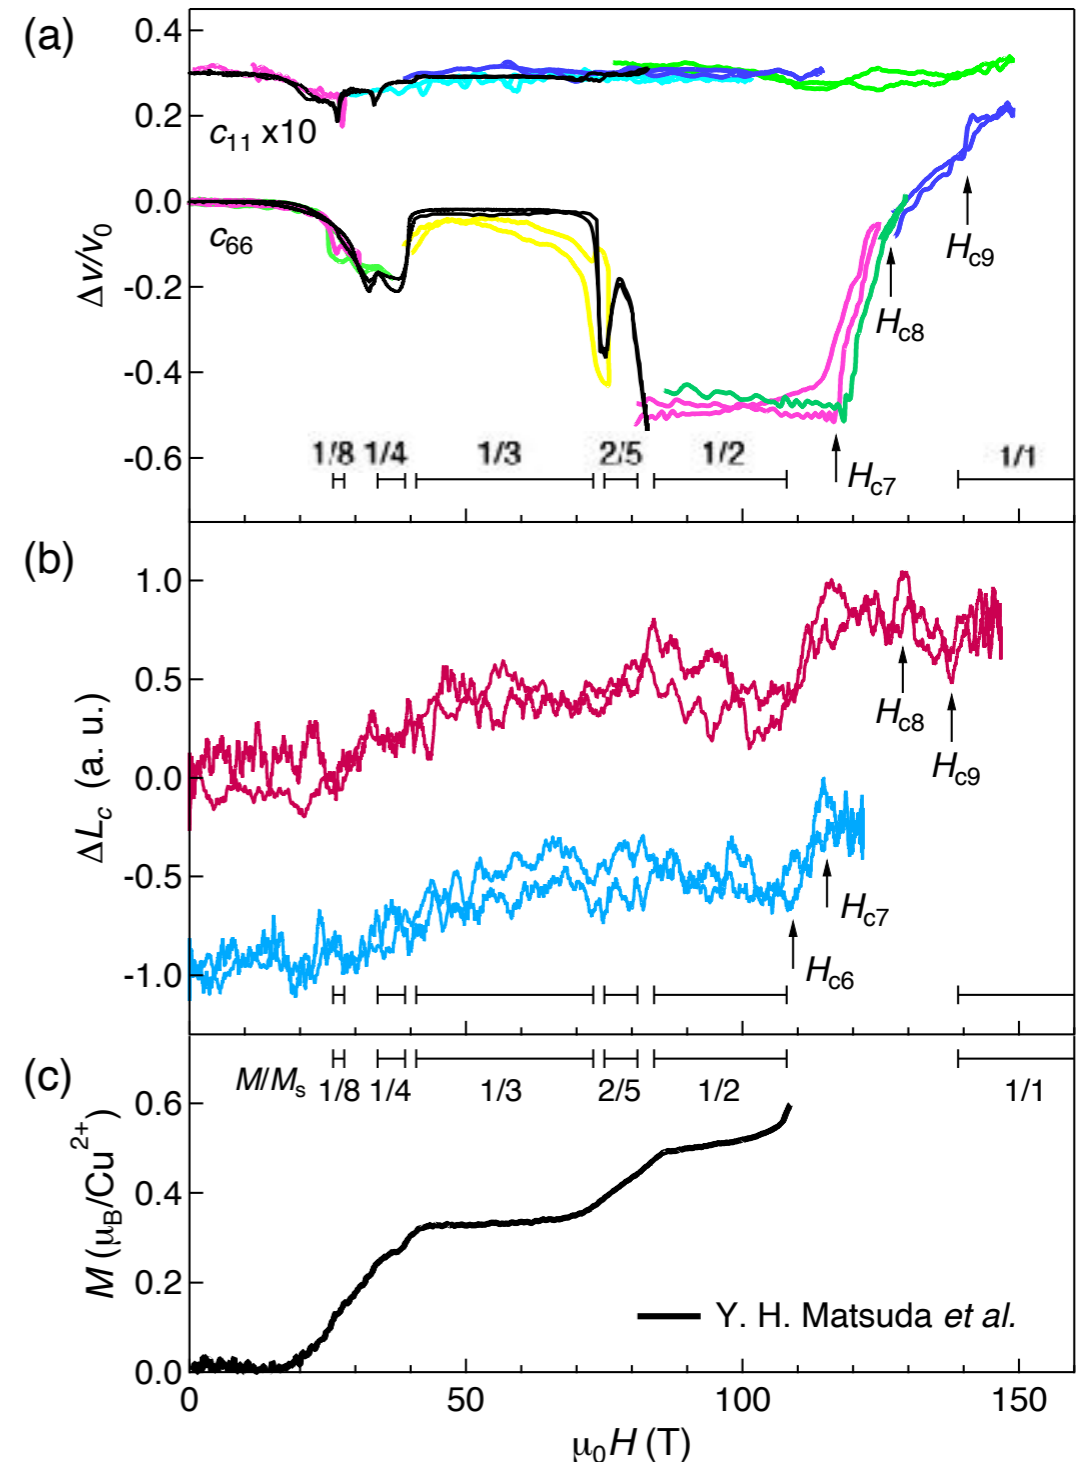 (a)
0.4
0.2
0.0
-0.2
-0.4
-0.6
Δv/v0
c11 x10
c66
Hc9
Hc8
Hc7
1/8 1/4 1/3 2/5 1/2 1/1
(b)
1.0
0.5
0.0
-0.5
-1.0
ΔLc (a. u.)
Hc8
Hc9
Hc7
Hc6
(c)
M/Ms 1/8 1/4 1/3 2/5 1/2 1/1
0.6
0.4
0.2
0.0
M (μB/Cu2+)
Y. H. Matsuda et al.
0 50 100 150
μ0H (T)